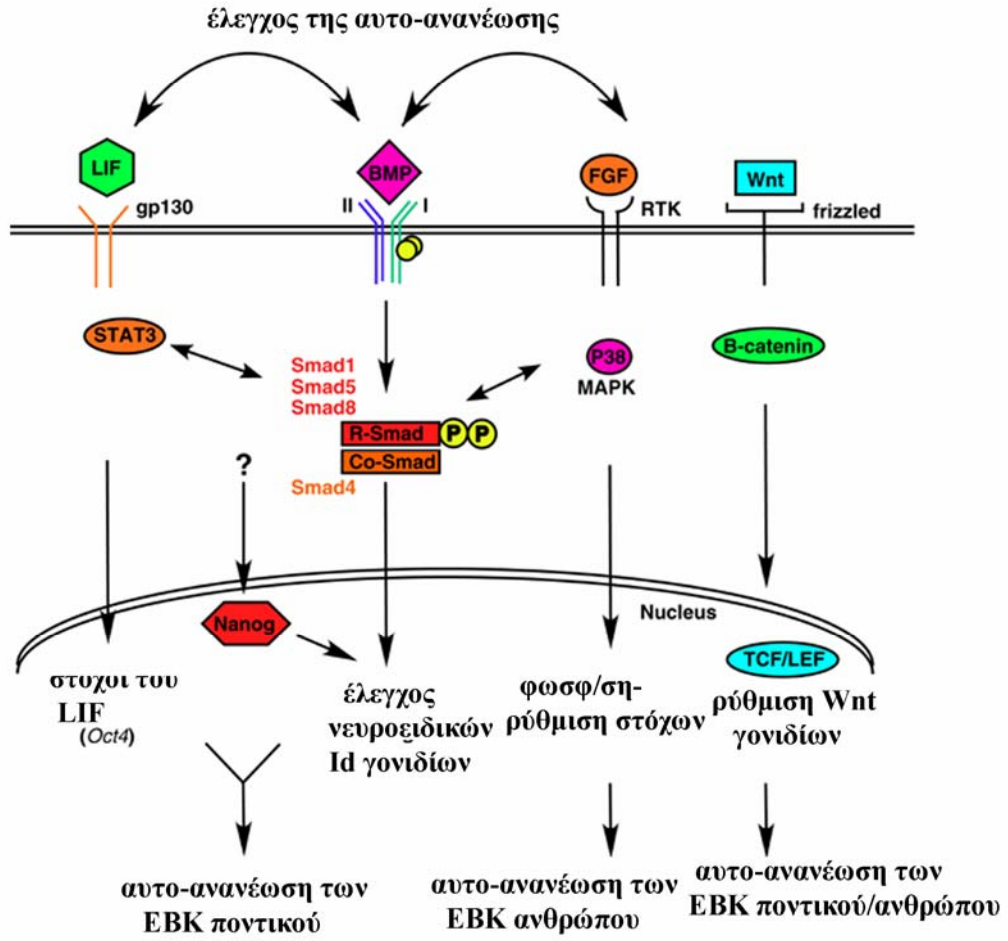 έλεγχος της αυτο-ανανέωσης
LIF
BMP
FGF
Wnt
gp130
II
I
RTK
frizzled
STAT3
P38
MAPK
B-catenin
Smad1
Smad5
Smad8
R-Smad
P
P
Co-Smad
Smad4
?
Nucleus
Nanog
TCF/LEF
στόχοι του
LIF
(Oct4)
έλεγχος
νευροειδικών
Id γονιδίων
φωσφ/ση-
ρύθμιση στόχων
ρύθμιση Wnt
γονιδίων
αυτο-ανανέωση των
ΕΒΚ ποντικού
αυτο-ανανέωση των
ΕΒΚ ανθρώπου
αυτο-ανανέωση των
ΕΒΚ ποντικού/ανθρώπου